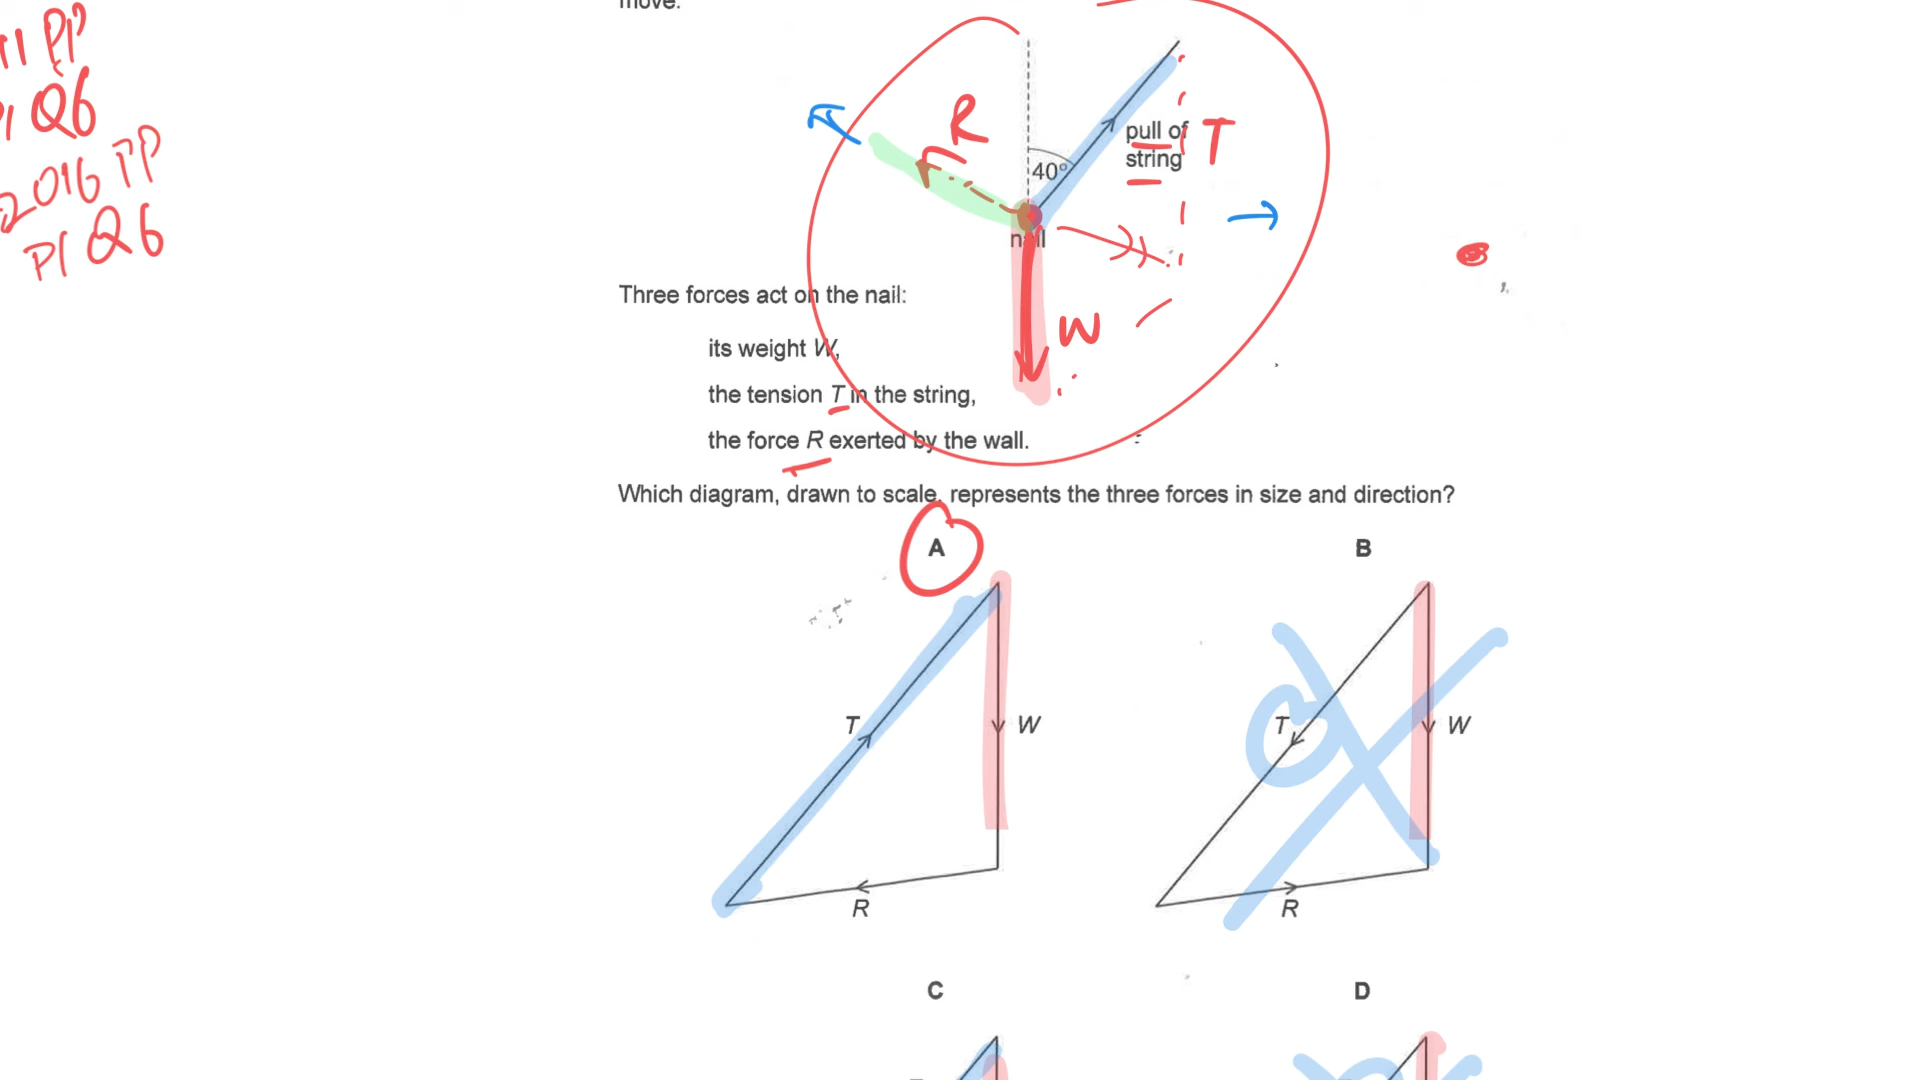 move.
PP
Q6
2016 PP
P1 Q6
R
pull of T
string
40°
nail
Three forces act on the nail:
its weight W,
W
the tension T in the string,
the force R exerted by the wall.
Which diagram, drawn to scale, represents the three forces in size and direction?
A B
T W T W
R R
C D